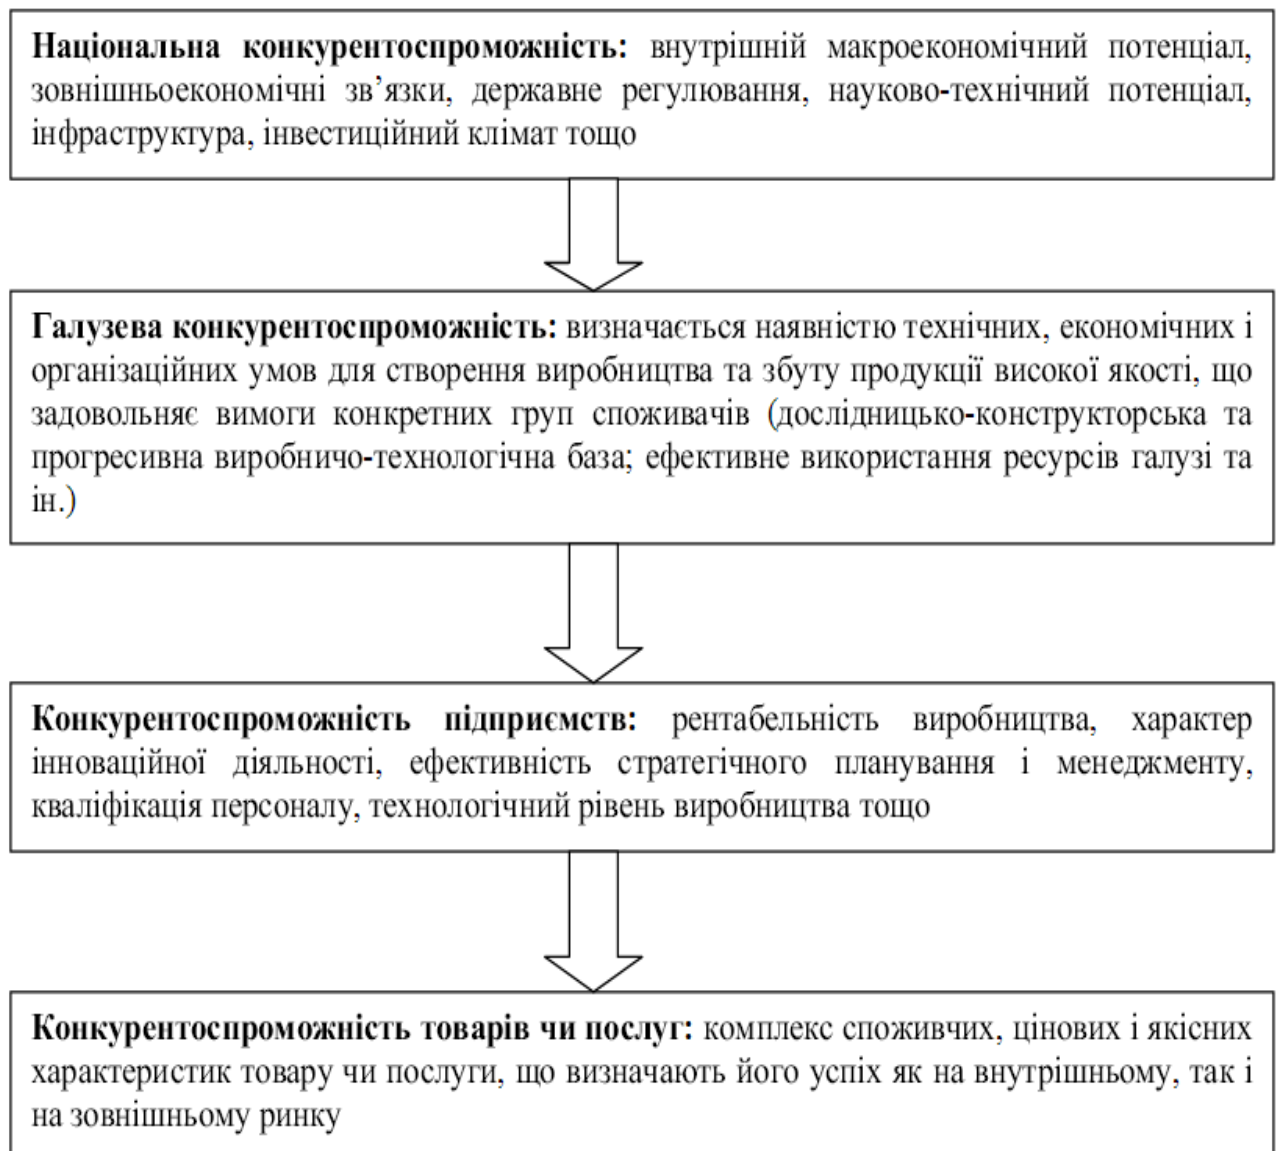 Національна конкурентоспроможність: внутрішній макроекономічний потенціал,
зовнішньоекономічні зв’язки, державне регулювання, науково-технічний потенціал,
інфраструктура, інвестиційний клімат тощо
Галузева конкурентоспроможність: визначається наявністю технічних, економічних і
організаційних умов для створення виробництва та збуту продукції високої якості, що
задовольняє вимоги конкретних груп споживачів (дослідницько-конструкторська та
прогресивна виробничо-технологічна база; ефективне використання ресурсів галузі та
ін.)
Конкурентоспроможність підприємств: рентабельність виробництва, характер
інноваційної діяльності, ефективність стратегічного планування і менеджменту,
кваліфікація персоналу, технологічний рівень виробництва тощо
Конкурентоспроможність товарів чи послуг: комплекс споживчих, цінових і якісних
характеристик товару чи послуги, що визначають його успіх як на внутрішньому, так і
на зовнішньому ринку